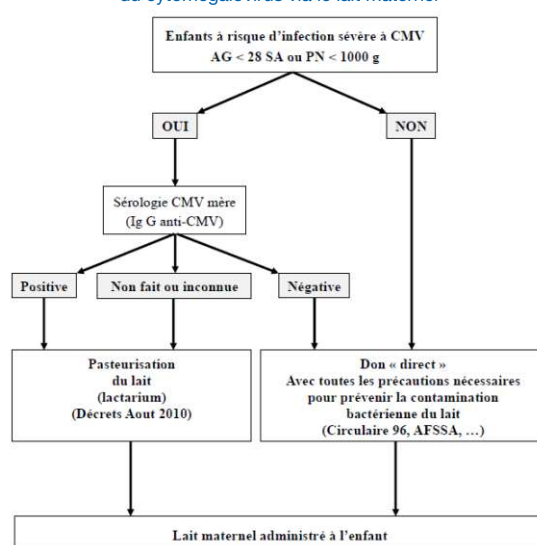 du cytomégalovirus via le lait maternel
Enfants à risque d'infection sévère à CMV
AG < 28 SA ou PN < 1000 g
OUI
NON
Sérologie CMV mère
(Ig G anti-CMV)
Positive
Non fait ou inconnue
Négative
Pasteurisation
du lait
(lactarium)
(Décrets Aout 2010)
Don « direct »
Avec toutes les précautions nécessaires
pour prévenir la contamination
bactérienne du lait
(Circulaire 96, AFSSA, …)
Lait maternel administré à l'enfant